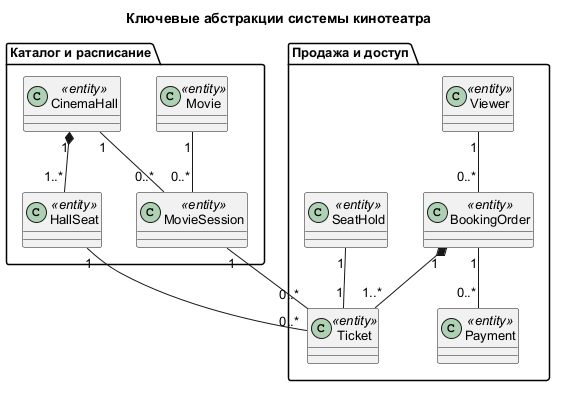 Ключевые абстракции системы кинотеатра
Каталог и расписание
Продажа и доступ
C «entity» CinemaHall
C «entity» Movie
C «entity» Viewer
1
1
1
1
1..*
0..*
0..*
0..*
C «entity» HallSeat
C «entity» MovieSession
C «entity» SeatHold
C «entity» BookingOrder
1
1
1
1
1
0..*
0..*
1
1..*
0..*
C «entity» Ticket
C «entity» Payment